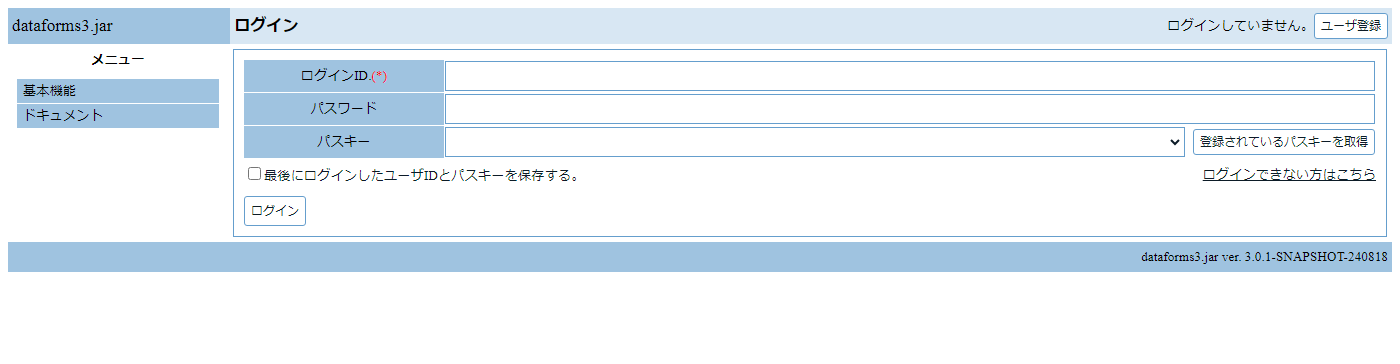 dataforms3.jar
ログイン
ログインしていません。 ユーザ登録
メニュー
基本機能
ドキュメント
ログインID.(*)
パスワード
パスキー 登録されているパスキーを取得
最後にログインしたユーザIDとパスキーを保存する。 ログインできない方はこちら
ログイン
dataforms3.jar ver. 3.0.1-SNAPSHOT-240818